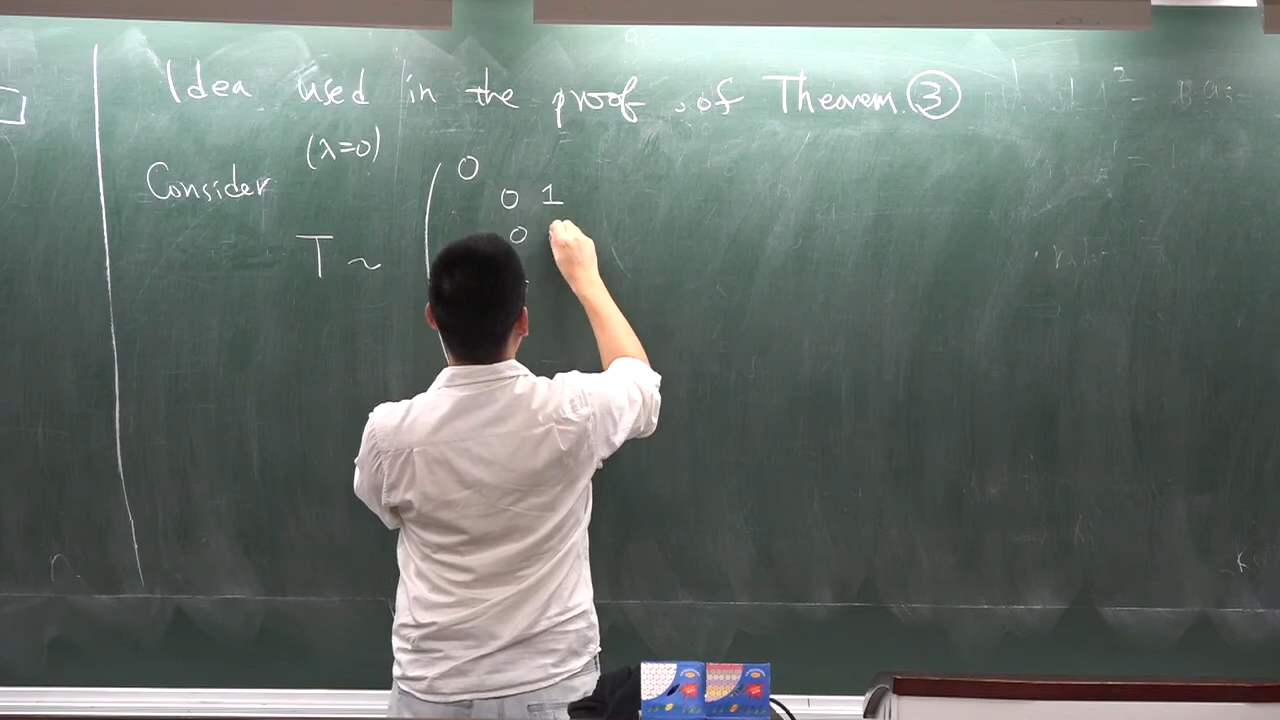 Idea used in the proof of Theorem ③
(λ=0)
Consider
0
0 1
0
T ~